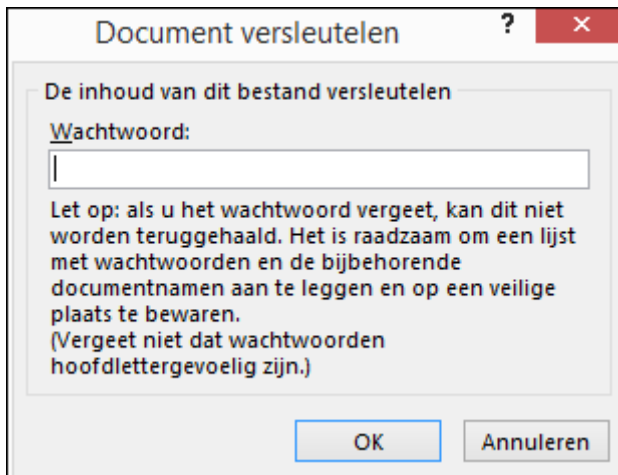 Document versleutelen ?
De inhoud van dit bestand versleutelen
Wachtwoord:
Let op: als u het wachtwoord vergeet, kan dit niet
worden teruggehaald. Het is raadzaam om een lijst
met wachtwoorden en de bijbehorende
documentnamen aan te leggen en op een veilige
plaats te bewaren.
(Vergeet niet dat wachtwoorden
hoofdlettergevoelig zijn.)
OK Annuleren